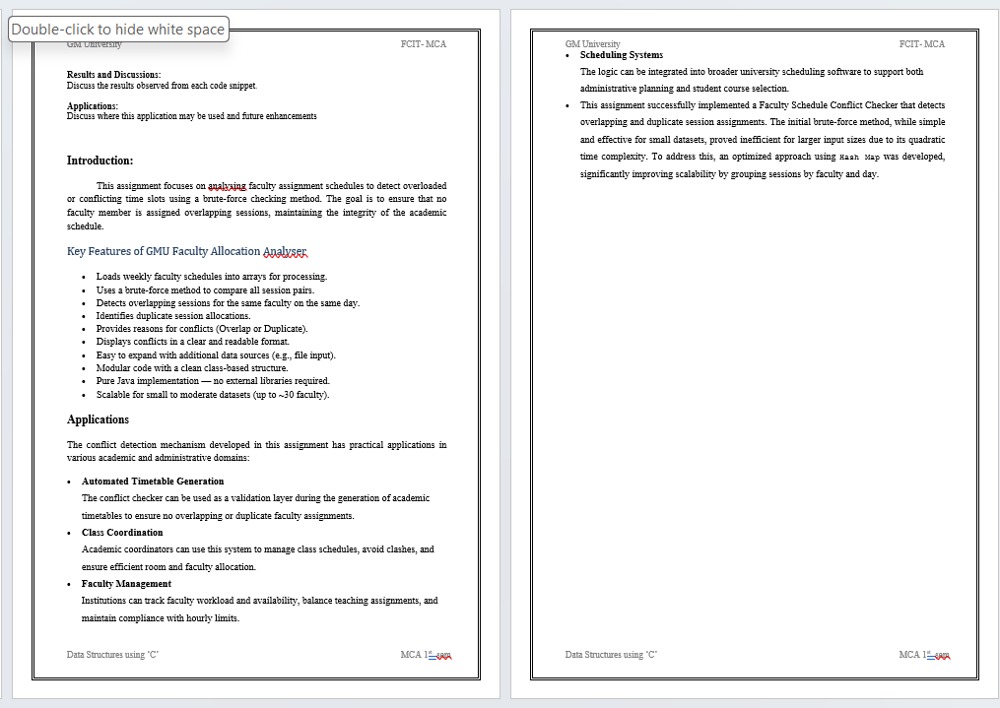 Double-click to hide white space
GM University FCIT- MCA
Results and Discussions:
Discuss the results observed from each code snippet.
Applications:
Discuss where this application may be used and future enhancements
Introduction:
This assignment focuses on analysing faculty assignment schedules to detect overloaded
or conflicting time slots using a brute-force checking method. The goal is to ensure that no
faculty member is assigned overlapping sessions, maintaining the integrity of the academic
schedule.
Key Features of GMU Faculty Allocation Analyser
• Loads weekly faculty schedules into arrays for processing.
• Uses a brute-force method to compare all session pairs.
• Detects overlapping sessions for the same faculty on the same day.
• Identifies duplicate session allocations.
• Provides reasons for conflicts (Overlap or Duplicate).
• Displays conflicts in a clear and readable format.
• Easy to expand with additional data sources (e.g., file input).
• Modular code with a clean class-based structure.
• Pure Java implementation — no external libraries required.
• Scalable for small to moderate datasets (up to ~30 faculty).
Applications
The conflict detection mechanism developed in this assignment has practical applications in
various academic and administrative domains:
• Automated Timetable Generation
The conflict checker can be used as a validation layer during the generation of academic
timetables to ensure no overlapping or duplicate faculty assignments.
• Class Coordination
Academic coordinators can use this system to manage class schedules, avoid clashes, and
ensure efficient room and faculty allocation.
• Faculty Management
Institutions can track faculty workload and availability, balance teaching assignments, and
maintain compliance with hourly limits.
Data Structures using 'C' MCA 1st sem
GM University FCIT- MCA
• Scheduling Systems
The logic can be integrated into broader university scheduling software to support both
administrative planning and student course selection.
• This assignment successfully implemented a Faculty Schedule Conflict Checker that detects
overlapping and duplicate session assignments. The initial brute-force method, while simple
and effective for small datasets, proved inefficient for larger input sizes due to its quadratic
time complexity. To address this, an optimized approach using Hash Map was developed,
significantly improving scalability by grouping sessions by faculty and day.
Data Structures using 'C' MCA 1st sem